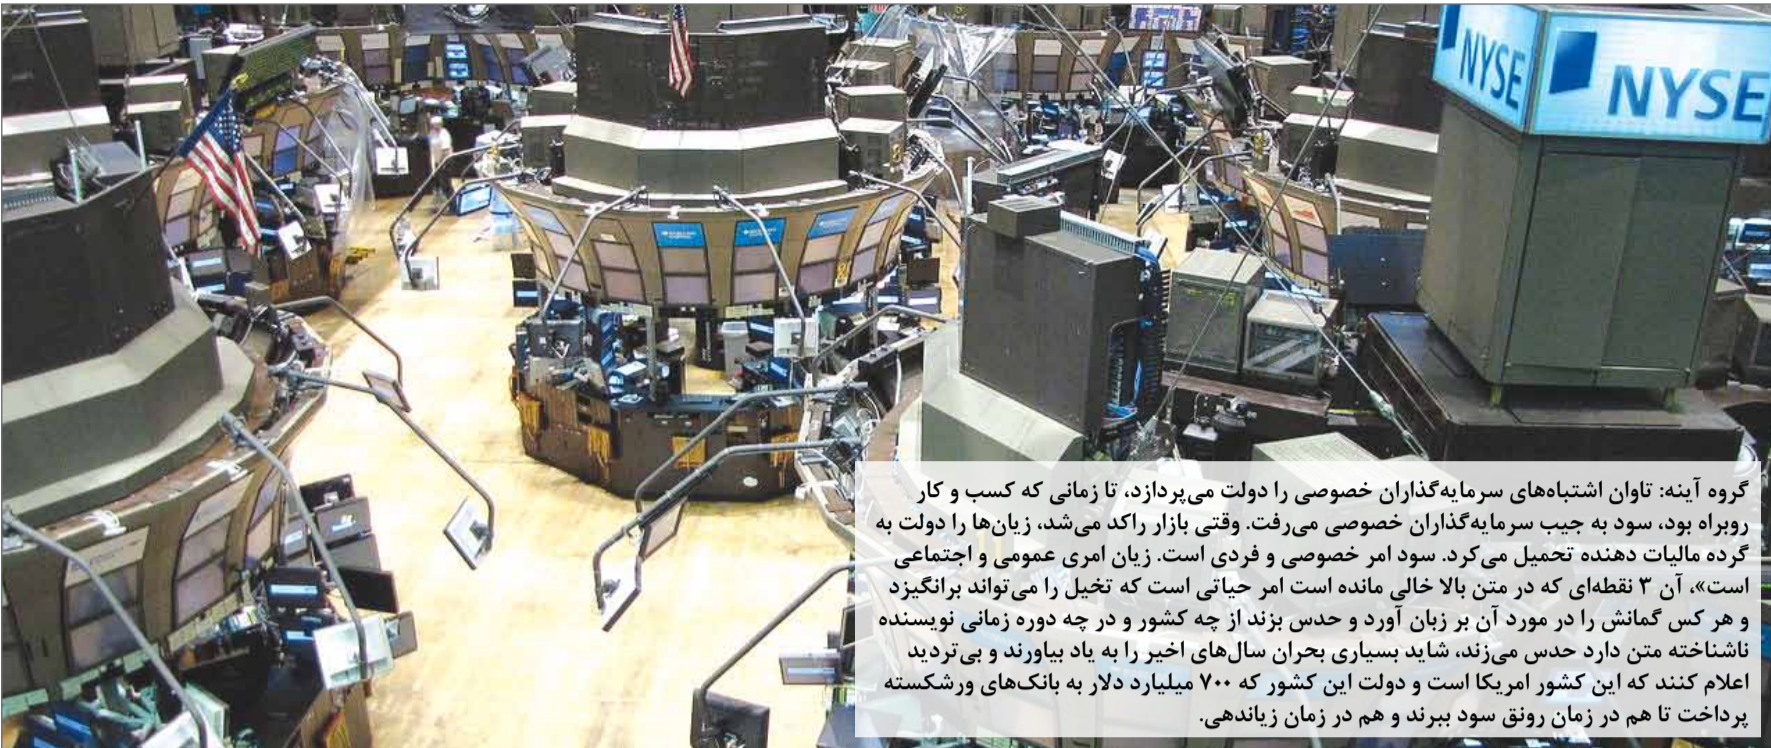 NYSE
NYSE
گروه آینه: تاوان اشتباه‌های سرمایه‌گذاران خصوصی را دولت می‌پردازد، تا زمانی که کسب و کار
روبراه بود، سود به جیب سرمایه‌گذاران خصوصی می‌رفت. وقتی بازار راکد می‌شد، زیان‌ها را دولت به
گرده مالیات دهنده تحمیل می‌کرد. سود امر خصوصی و فردی است. زیان امری عمومی و اجتماعی
است»، آن ۳ نقطه‌ای که در متن بالا خالی مانده است امر حیاتی است که تخیل را می‌تواند برانگیزد
و هر کس گمانش را در مورد آن بر زبان آورد و حدس بزند از چه کشور و در چه دوره زمانی نویسنده
ناشناخته متن دارد حدس می‌زند، شاید بسیاری بحران سال‌های اخیر را به یاد بیاورند و بی‌تردید
اعلام کنند که این کشور امریکا است و دولت این کشور که ۷۰۰ میلیارد دلار به بانک‌های ورشکسته
پرداخت تا هم در زمان رونق سود ببرند و هم در زمان زیاندهی.